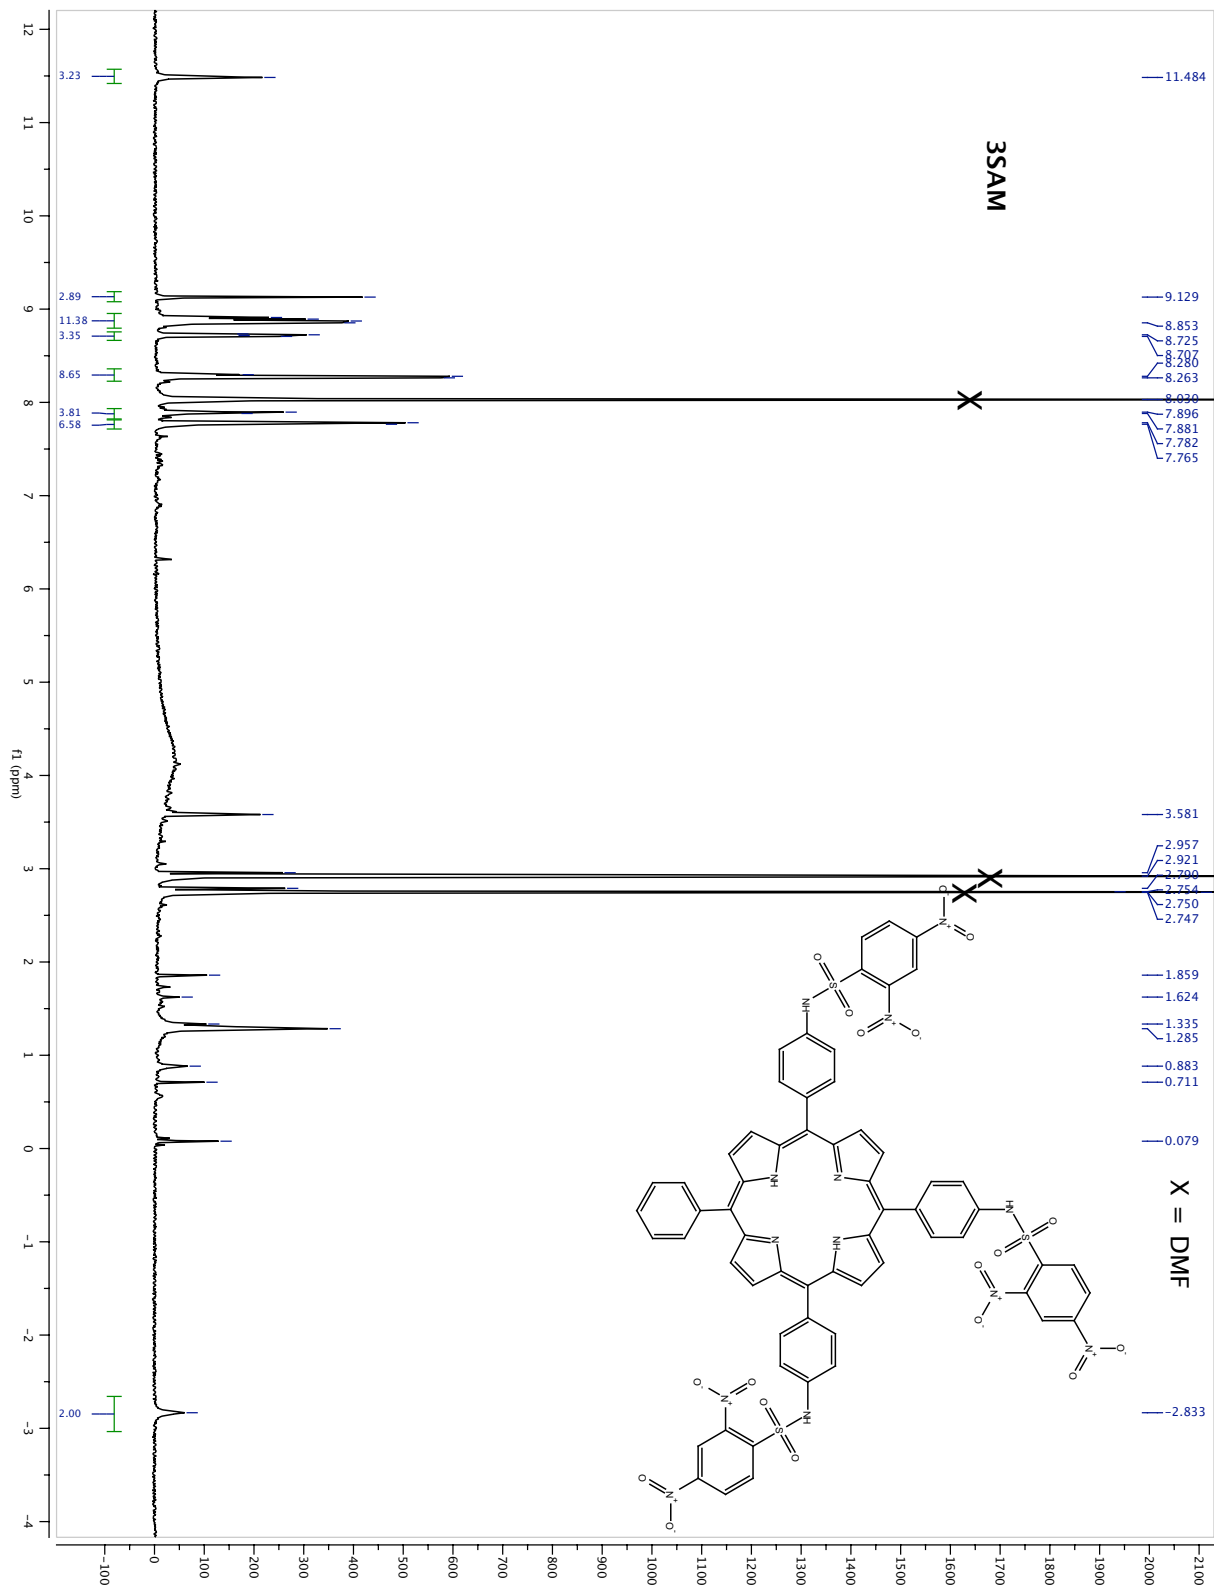 3SAM
X = DMF
11.484
9.129
8.853
8.725
8.707
8.280
8.263
8.030
7.896
7.881
7.782
7.765
3.581
2.957
2.921
2.790
2.754
2.750
2.747
1.859
1.624
1.335
1.285
0.883
0.711
0.079
-2.833
2100
2000
1900
1800
1700
1600
1500
1400
1300
1200
1100
1000
900
800
700
600
500
400
300
200
100
0
-100
X
X
X
O-
N+
O
O
S
O
NH
N+
O
O-
NH
N
N
NH
HN
O
S
O
O
N+
O-
N+
O-
O
O-
N+
O
O
S
O
NH
O
N+
O-
3.23
2.89
11.38
3.35
8.65
3.81
6.58
2.00
12
11
10
9
8
7
6
5
4
3
2
1
0
-1
-2
-3
-4
f1 (ppm)